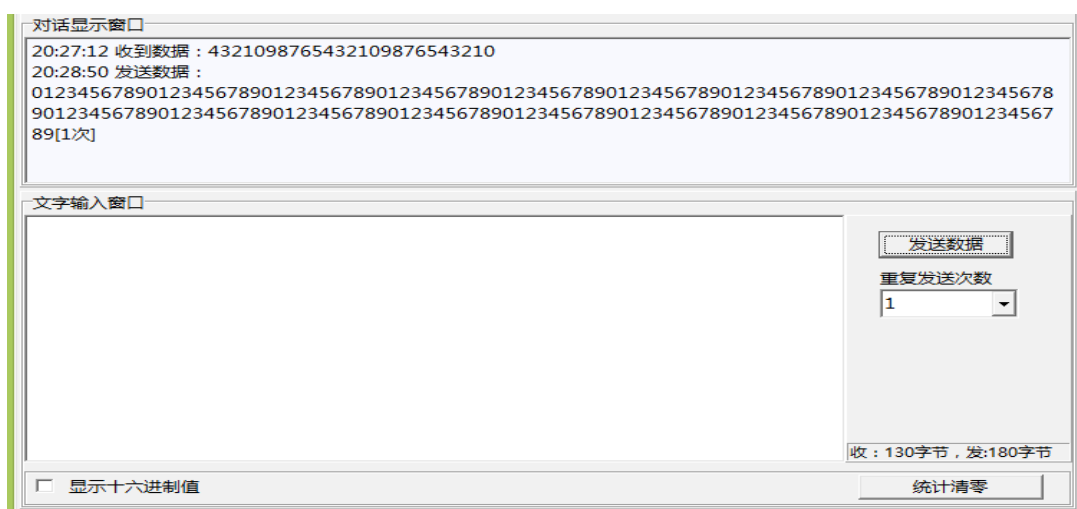 对话显示窗口
20:27:12 收到数据：4321098765432109876543210
20:28:50 发送数据：
01234567890123456789012345678901234567890123456789012345678901234567890123456789012345678
90123456789012345678901234567890123456789012345678901234567890123456789012345678901234567
89[1次]
文字输入窗口
发送数据
重复发送次数
1
收：130字节，发:180字节
显示十六进制值
统计清零